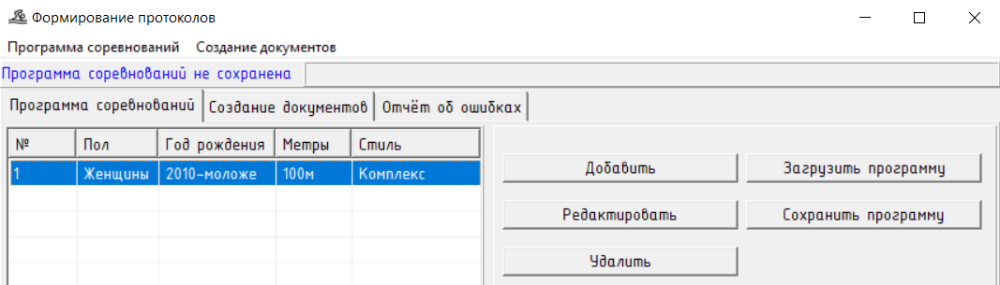 Формирование протоколов
Программа соревнований Создание документов
Программа соревнований не сохранена
Программа соревнований Создание документов Отчём об ошибках
№ Пол Год рождения Метры Стиль
1 Женщины 2010-моложе 100м Комплекс
Добавить Загрузить программу
Редактировать Сохранить программу
Удалить